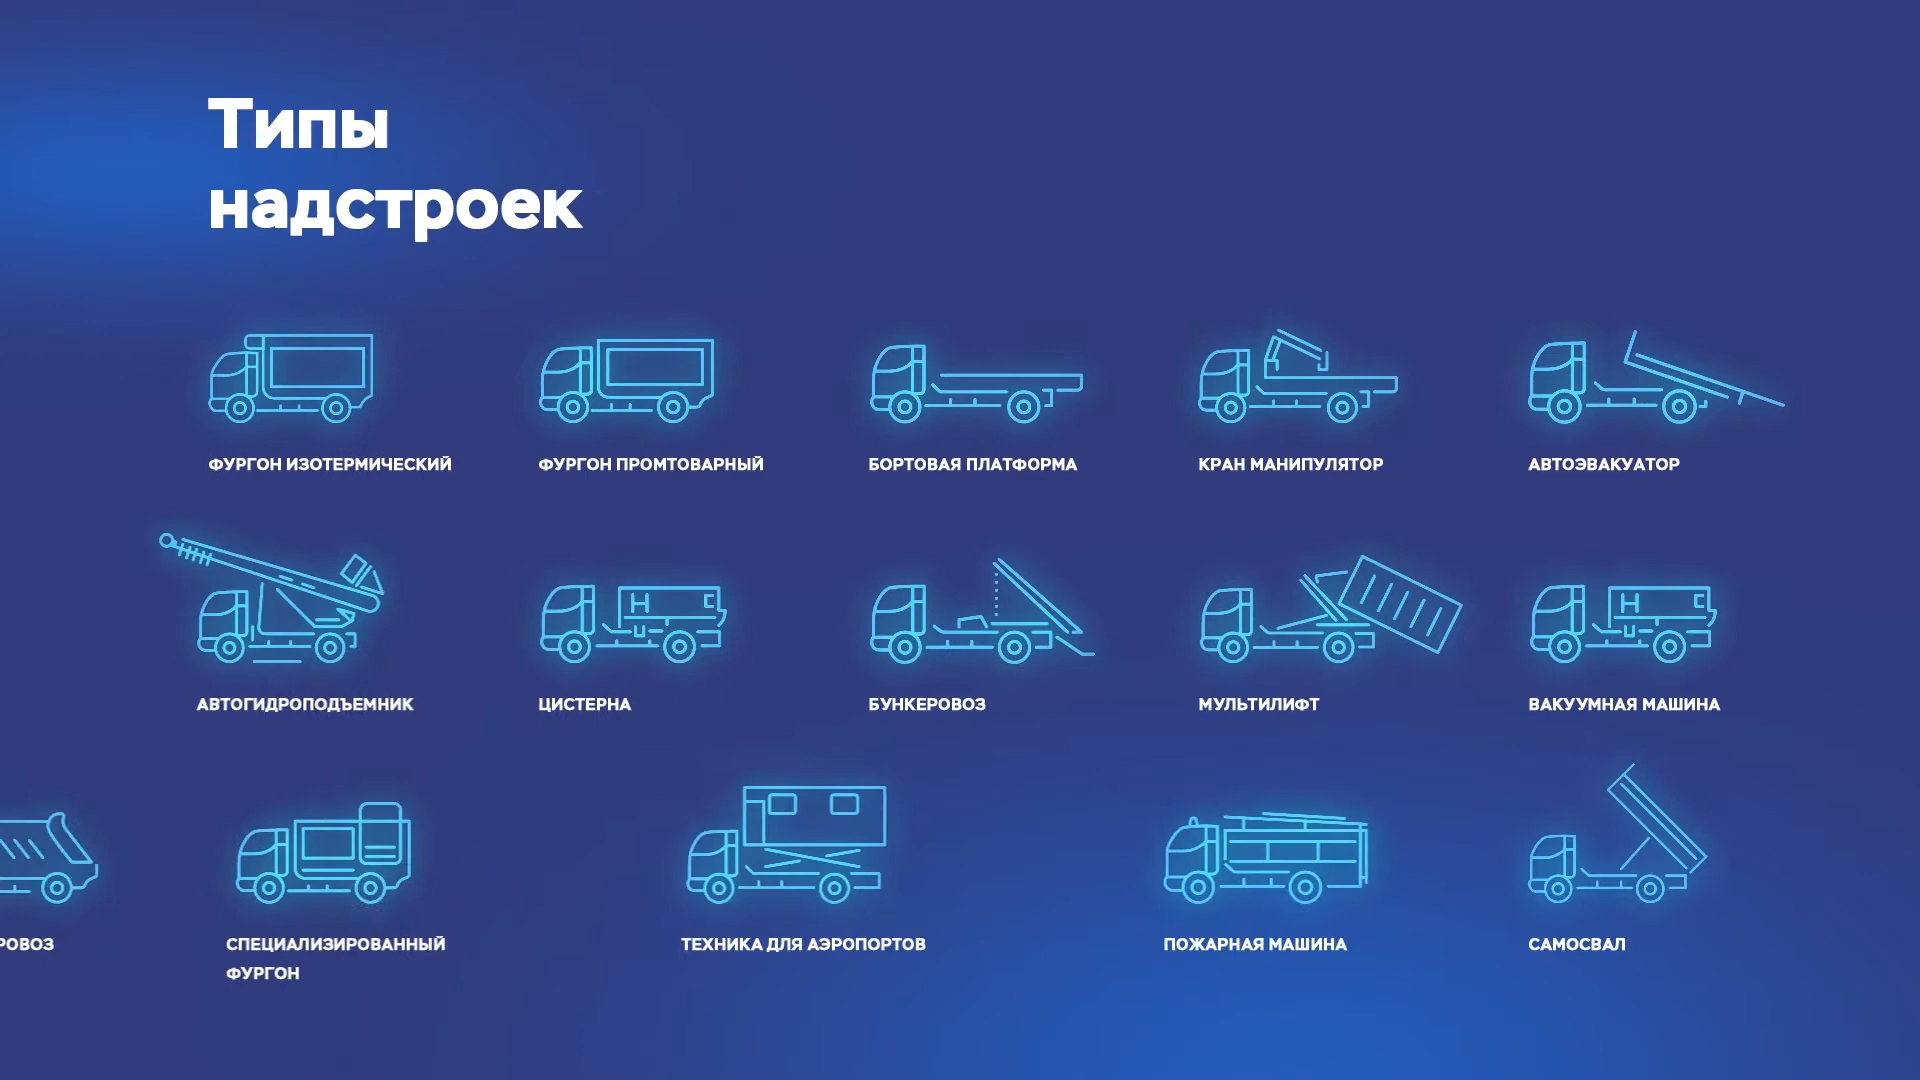 Типы
надстроек
ФУРГОН ИЗОТЕРМИЧЕСКИЙ
ФУРГОН ПРОМТОВАРНЫЙ
БОРТОВАЯ ПЛАТФОРМА
КРАН МАНИПУЛЯТОР
АВТОЭВАКУАТОР
АВТОГИДРОПОДЪЕМНИК
ЦИСТЕРНА
БУНКЕРОВОЗ
МУЛЬТИЛИФТ
ВАКУУМНАЯ МАШИНА
РОВОЗ
СПЕЦИАЛИЗИРОВАННЫЙ
ФУРГОН
ТЕХНИКА ДЛЯ АЭРОПОРТОВ
ПОЖАРНАЯ МАШИНА
САМОСВАЛ